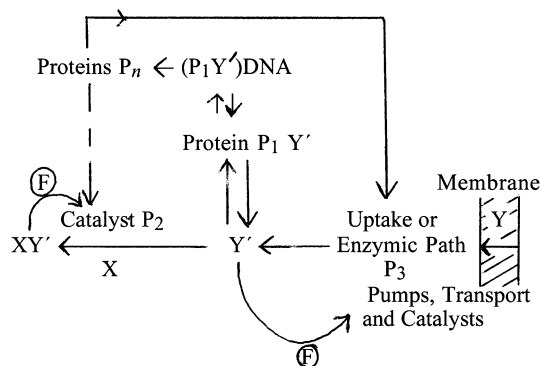 Proteins Pn ← (P1Y′)DNA
Protein P1 Y′
F
Membrane
Catalyst P2
Uptake or
Y
XY′
Y′
Enzymic Path
X
P3
Pumps, Transport
and Catalysts
F